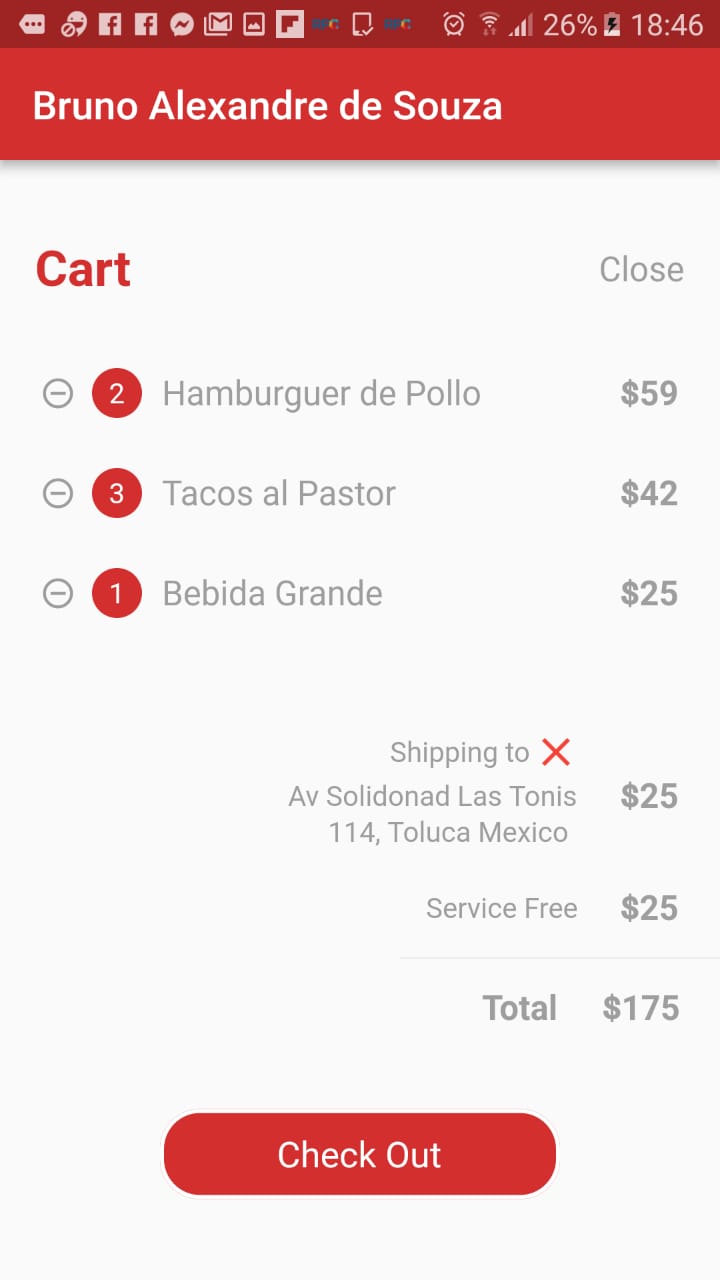 26% 18:46
Bruno Alexandre de Souza
Cart Close
2 Hamburguer de Pollo $59
3 Tacos al Pastor $42
1 Bebida Grande $25
Shipping to
Av Solidonad Las Tonis $25
114, Toluca Mexico
Service Free $25
Total $175
Check Out